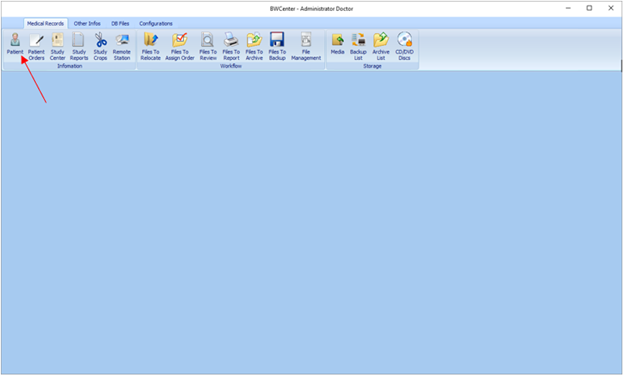 BWCenter - Administrator Doctor
Medical Records Other Infos DB Files Configurations
Patient Patient Orders Study Center Study Reports Study Crops Remote Station Files To Relocate Files To Assign Order Files To Review Files To Report Files To Archive Files To Backup File Management Media Backup List Archive List CD/DVD Discs
Infomation Workflow Storage